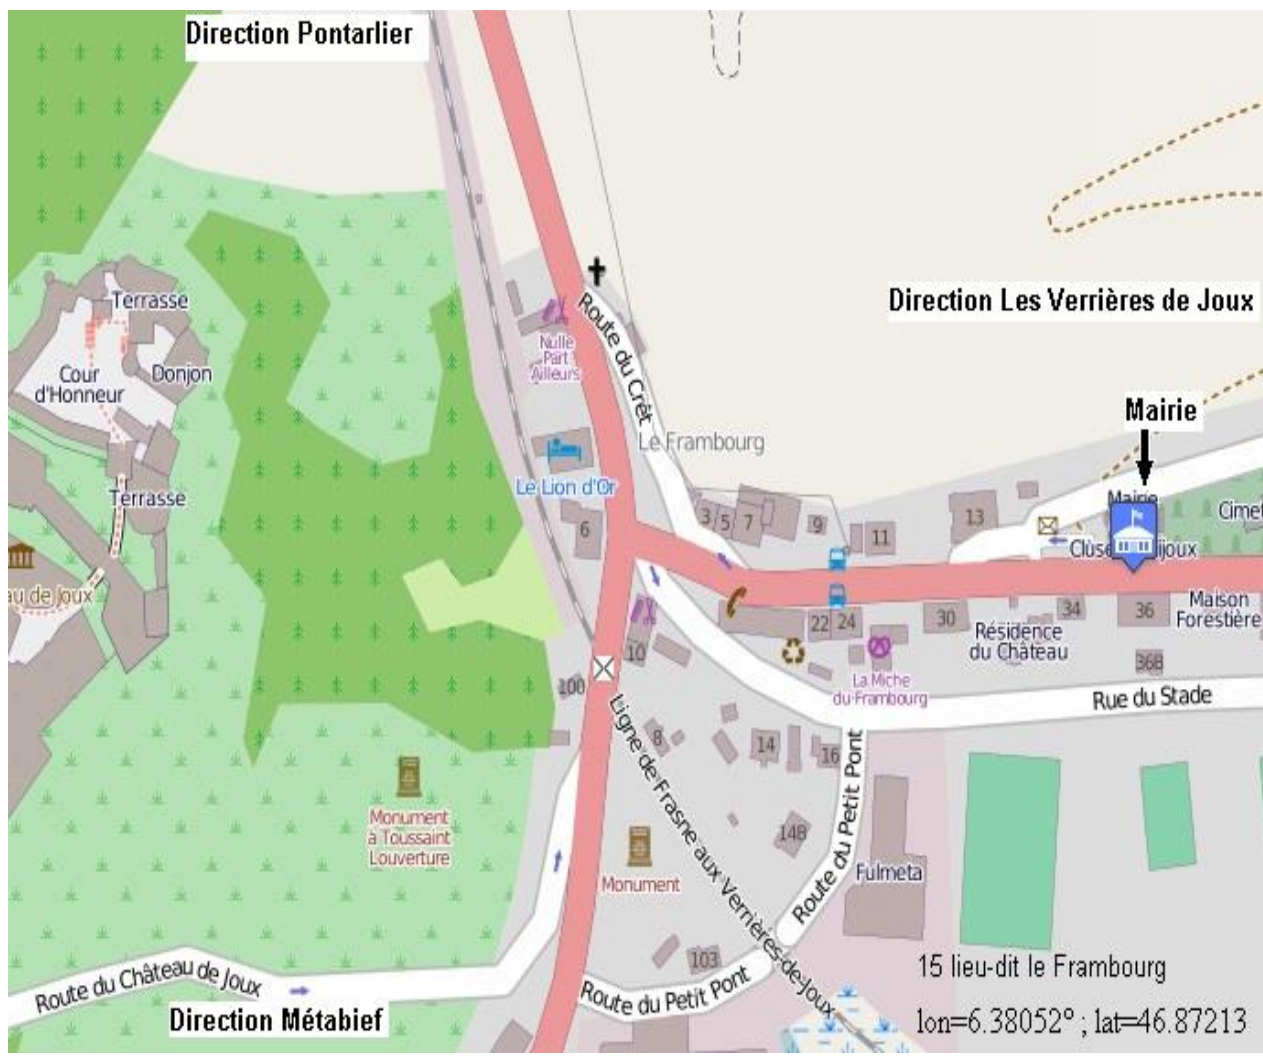 Direction Pontarlier
Terrasse
Cour
d'Honneur
Donjon
Terrasse
au de Joux
Nulle
Part
Ailleurs
Route du Crêt
Le Frambourg
Direction Les Verrières de Joux
Mairie
Mairie
Le Lion d'Or
6
3
5
7
9
11
13
Cimet
Maison
Forestière
22
24
30
34
36
36B
Résidence
du Château
La Miche
du Frambourg
Rue du Stade
10
100
8
14
16
14B
103
Ligne de Frasne aux Verrières-de-Joux
Route du Petit Pont
Fulmeta
Monument
à Toussaint
Louverture
Monument
Route du Petit Pont
Route du Château de Joux
Direction Métabief
15 lieu-dit le Frambourg
lon=6.38052° ; lat=46.87213